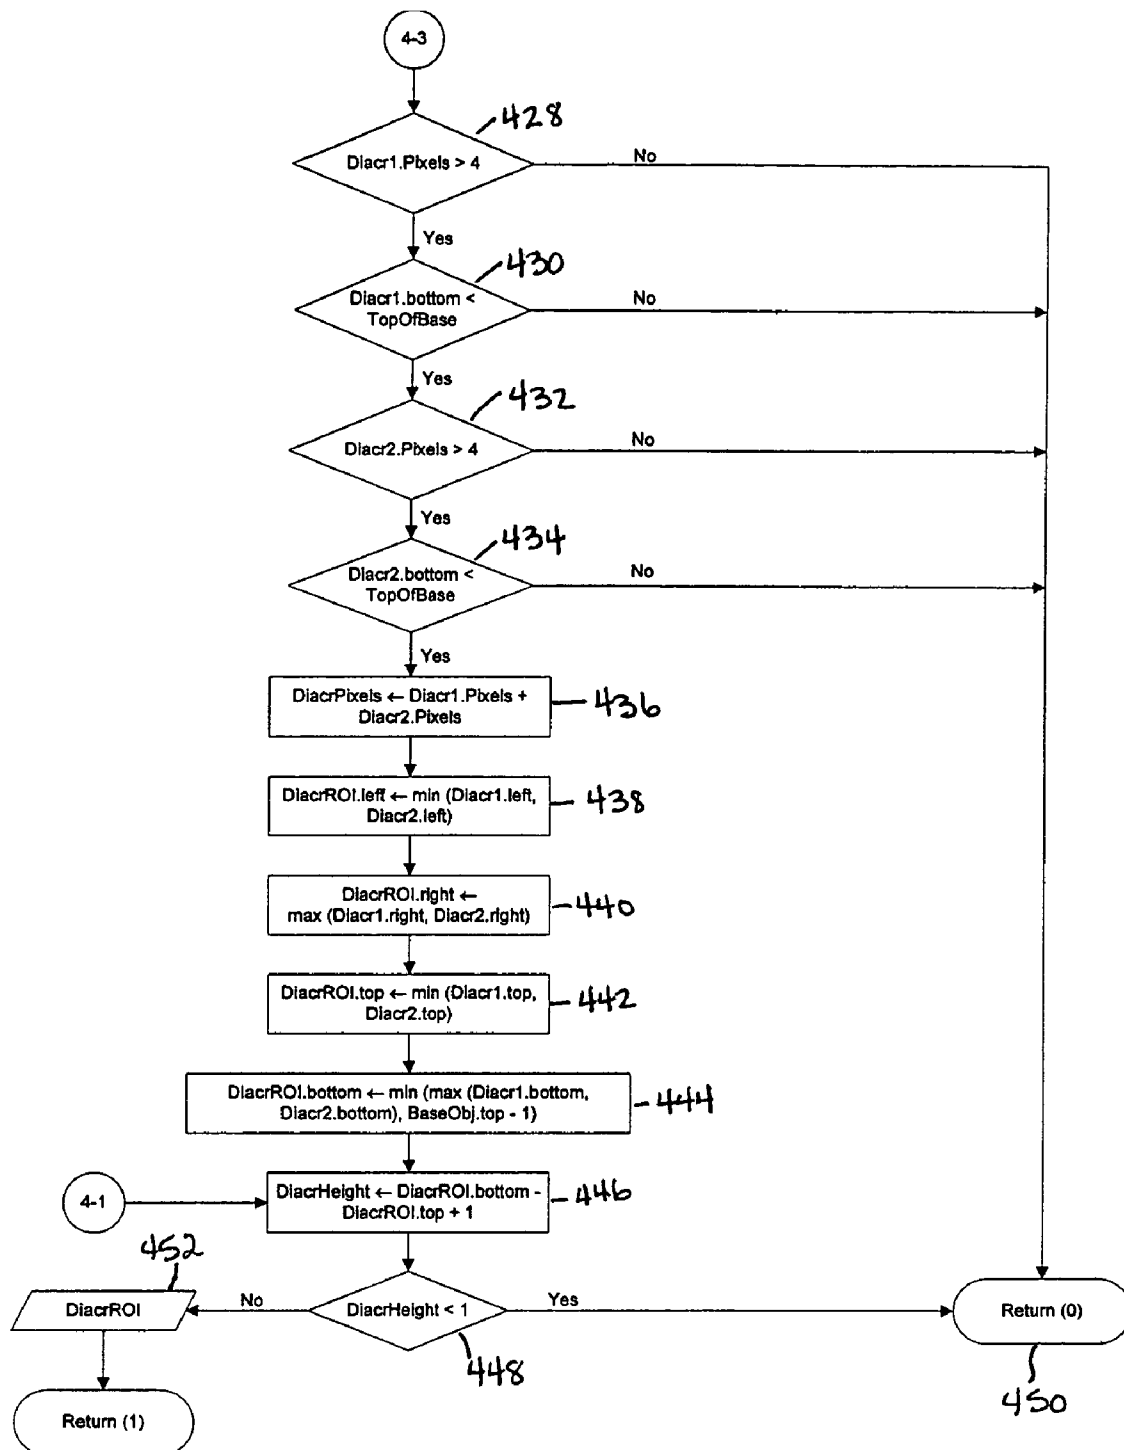 4-3
428
Diacr1.Pixels > 4
No
Yes
430
Diacr1.bottom <
TopOfBase
No
Yes
432
Diacr2.Pixels > 4
No
Yes
434
Diacr2.bottom <
TopOfBase
No
Yes
DiacrPixels ← Diacr1.Pixels +
Diacr2.Pixels
436
DiacrROI.left ← min (Diacr1.left,
Diacr2.left)
438
DiacrROI.right ←
max (Diacr1.right, Diacr2.right)
440
DiacrROI.top ← min (Diacr1.top,
Diacr2.top)
442
DiacrROI.bottom ← min (max (Diacr1.bottom,
Diacr2.bottom), BaseObj.top - 1)
444
4-1
DiacrHeight ← DiacrROI.bottom -
DiacrROI.top + 1
446
452
DiacrROI
No
DiacrHeight < 1
Yes
Return (0)
448
450
Return (1)